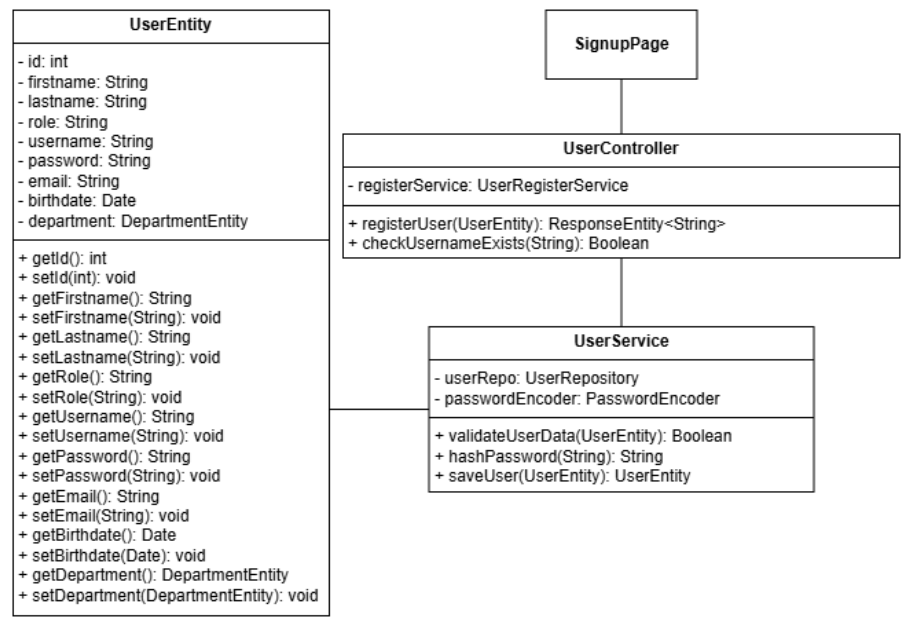 UserEntity
- id: int
- firstname: String
- lastname: String
- role: String
- username: String
- password: String
- email: String
- birthdate: Date
- department: DepartmentEntity
+ getId(): int
+ setId(int): void
+ getFirstname(): String
+ setFirstname(String): void
+ getLastname(): String
+ setLastname(String): void
+ getRole(): String
+ setRole(String): void
+ getUsername(): String
+ setUsername(String): void
+ getPassword(): String
+ setPassword(String): void
+ getEmail(): String
+ setEmail(String): void
+ getBirthdate(): Date
+ setBirthdate(Date): void
+ getDepartment(): DepartmentEntity
+ setDepartment(DepartmentEntity): void
SignupPage
UserController
- registerService: UserRegisterService
+ registerUser(UserEntity): ResponseEntity<String>
+ checkUsernameExists(String): Boolean
UserService
- userRepo: UserRepository
- passwordEncoder: PasswordEncoder
+ validateUserData(UserEntity): Boolean
+ hashPassword(String): String
+ saveUser(UserEntity): UserEntity